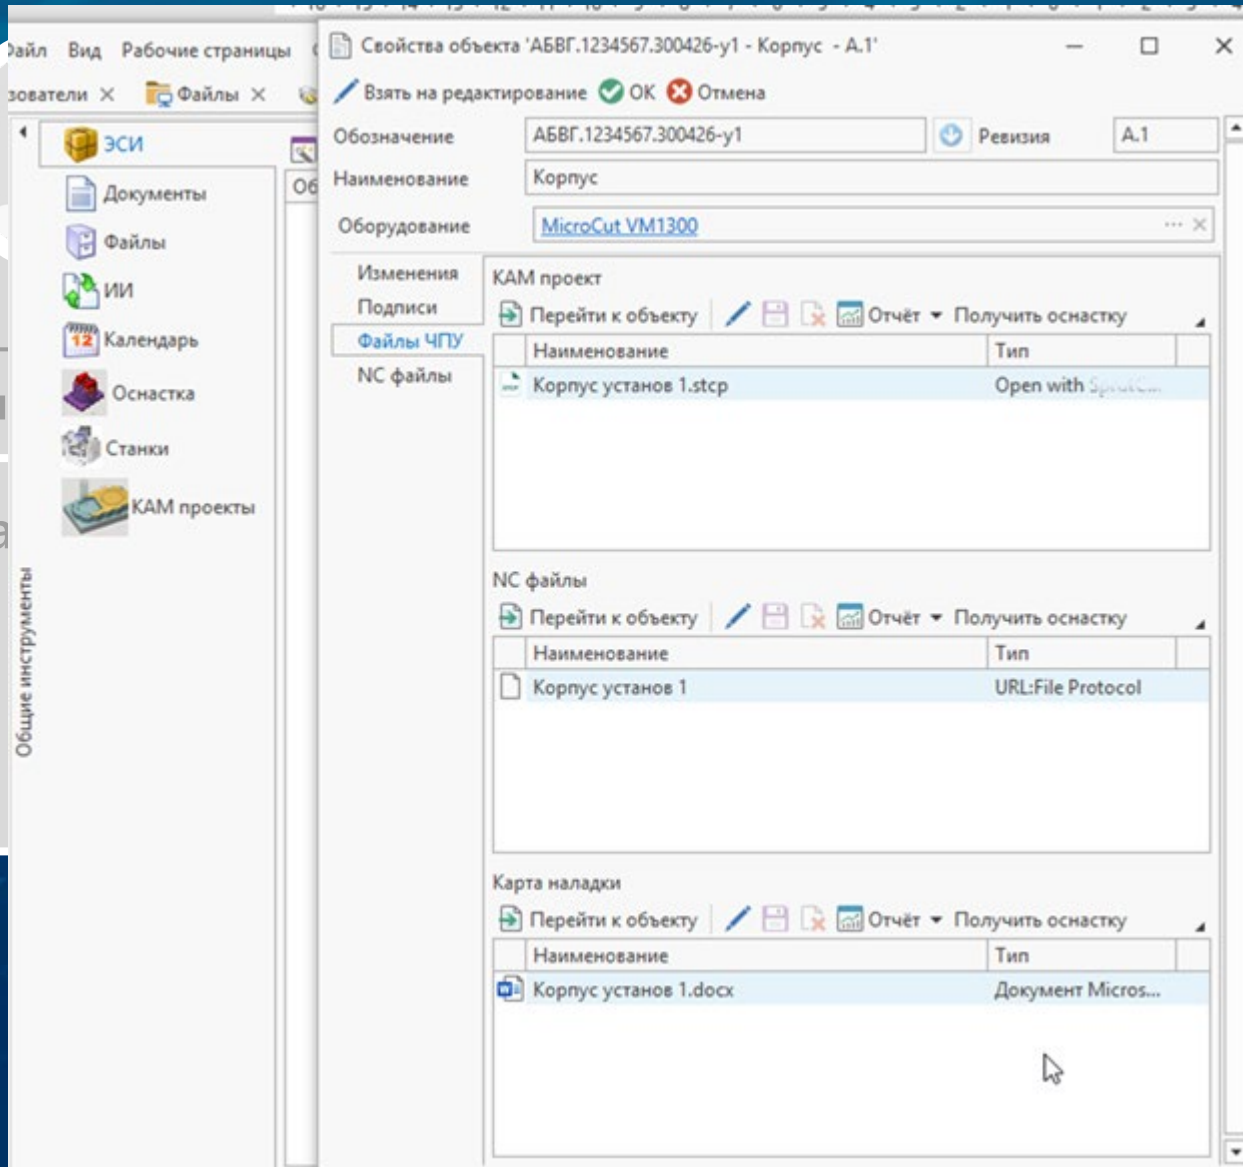 Файл Вид Рабочие страницы
зователи Файлы
Свойства объекта 'АБВГ.1234567.300426-у1 - Корпус - А.1'
Взять на редактирование ОК Отмена
Обозначение АБВГ.1234567.300426-у1 Ревизия А.1
Наименование Корпус
Оборудование MicroCut VM1300
ЭСИ
Документы
Файлы
ИИ
Календарь
Оснастка
Станки
КАМ проекты
Общие инструменты
Об
Изменения
Подписи
Файлы ЧПУ
NC файлы
КАМ проект
Перейти к объекту Отчёт Получить оснастку
Наименование Тип
Корпус установ 1.stcp Open with
NC файлы
Перейти к объекту Отчёт Получить оснастку
Наименование Тип
Корпус установ 1 URL:File Protocol
Карта наладки
Перейти к объекту Отчёт Получить оснастку
Наименование Тип
Корпус установ 1.docx Документ Micros...